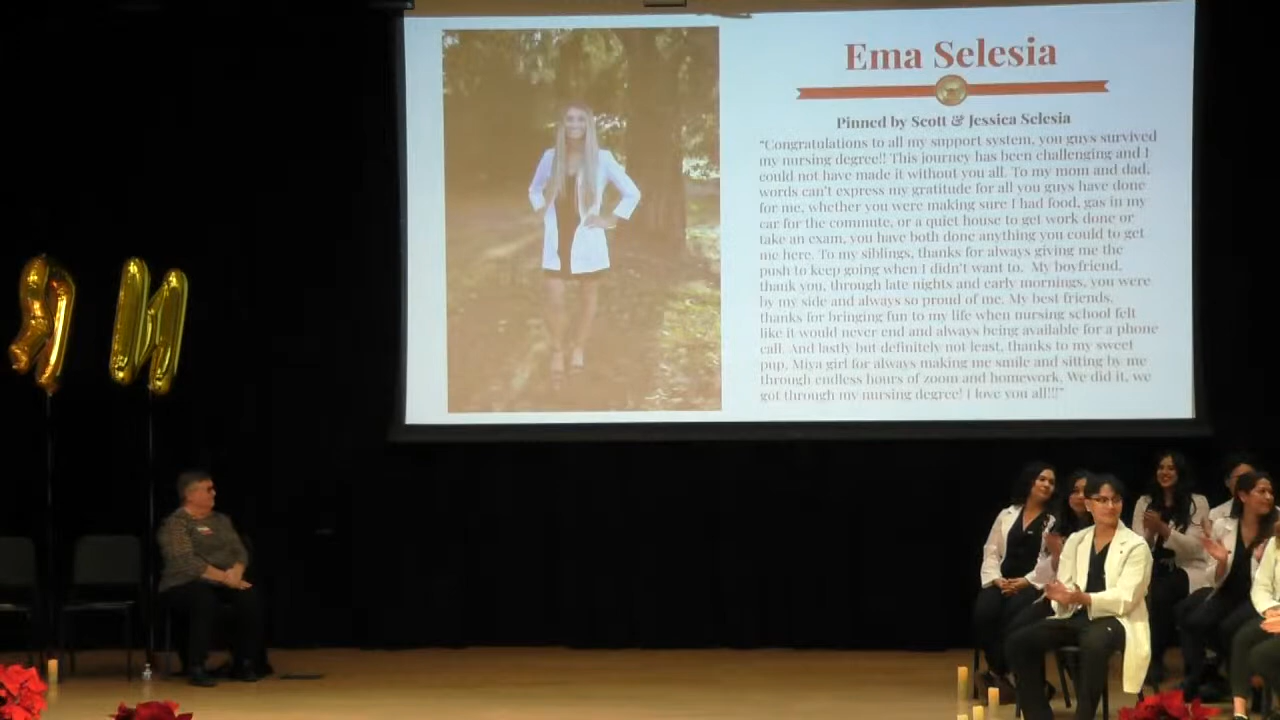 Ema Selesia
Pinned by Scott & Jessica Selesia
“Congratulations to all my support system, you guys survived
my nursing degree!! This journey has been challenging and I
could not have made it without you all. To my mom and dad,
words can't express my gratitude for all you guys have done
for me, whether you were making sure I had food, gas in my
car for the commute, or a quiet house to get work done or
take an exam, you have both done anything you could to get
me here. To my siblings, thanks for always giving me the
push to keep going when I didn't want to. My boyfriend,
thank you, through late nights and early mornings, you were
by my side and always so proud of me. My best friends,
thanks for bringing fun to my life when nursing school felt
like it would never end and always being available for a phone
call. And lastly but definitely not least, thanks to my sweet
pup, Miya girl for always making me smile and sitting by me
through endless hours of zoom and homework. We did it, we
got through my nursing degree! I love you all!!!”
RN